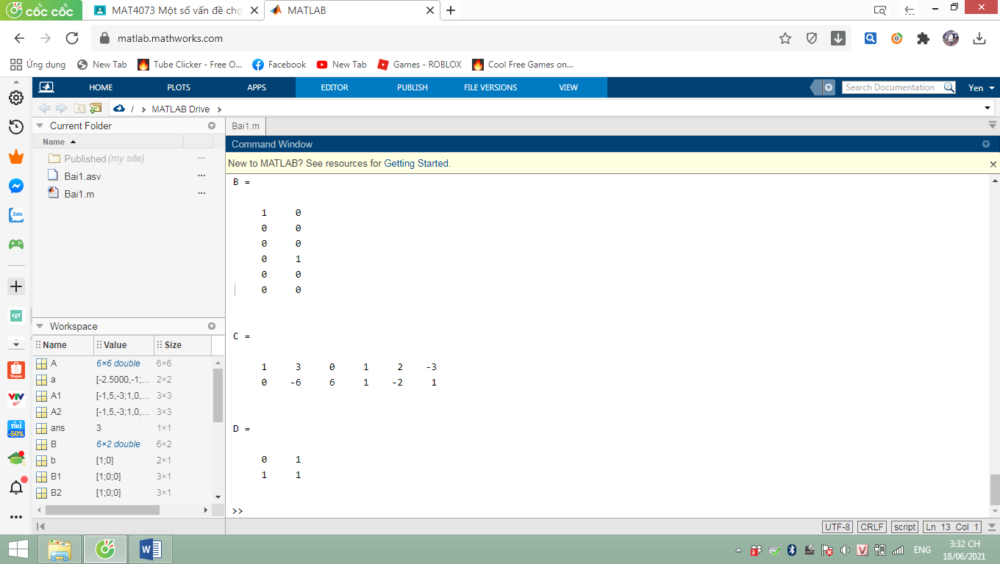 cốc cốc
MAT4073 Một số vấn đề chọ
MATLAB
matlab.mathworks.com
Ứng dụng
New Tab
Tube Clicker - Free O...
Facebook
New Tab
Games - ROBLOX
Cool Free Games on...
HOME
PLOTS
APPS
EDITOR
PUBLISH
FILE VERSIONS
VIEW
Search Documentation
Yen
/
MATLAB Drive
Current Folder
Name
Published (my site)
Bai1.asv
Bai1.m
Workspace
Name Value Size
A 6×6 double 6×6
a [-2.5000,-1;... 2×2
A1 [-1,5,-3;1,0,... 3×3
A2 [-1,5,-3;1,0,... 3×3
ans 3 1×1
B 6×2 double 6×2
b [1;0] 2×1
B1 [1;0;0] 3×1
B2 [1;0;0] 3×1
Bai1.m
Command Window
New to MATLAB? See resources for Getting Started.
B =
1 0
0 0
0 0
0 1
0 0
0 0
C =
1 3 0 1 2 -3
0 -6 6 1 -2 1
D =
0 1
1 1
>>
UTF-8
CRLF
script
Ln 13 Col 1
Zalo
cgt
Shopee
VTV
go
TIKI
-50%
ENG
3:32 CH
18/06/2021